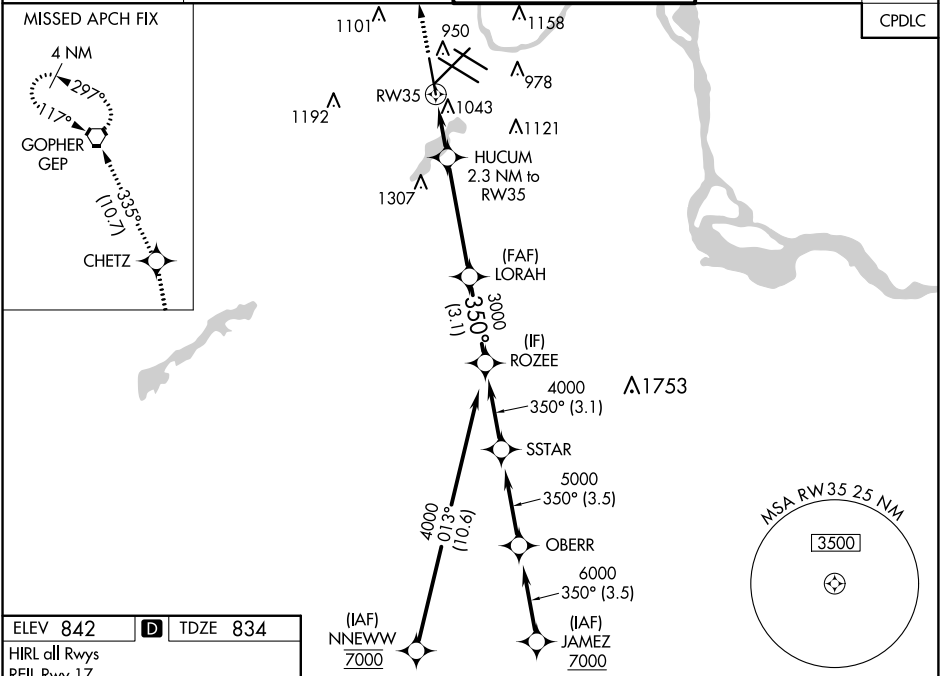 MISSED APCH FIX
4 NM
297°
117°
GOPHER
GEP
335°
(10.7)
CHETZ
1101
950
1158
CPDLC
978
RW35
1043
1192
1121
HUCUM
2.3 NM to
RW35
1307
(FAF)
LORAH
3000
350°
(3.1)
(IF)
ROZEE
4000
350° (3.1)
1753
SSTAR
5000
350° (3.5)
4000
013°
(10.6)
OBERR
6000
350° (3.5)
(IAF)
NNEWW
7000
(IAF)
JAMEZ
7000
MSA RW35 25 NM
3500
ELEV 842 D TDZE 834
HIRL all Rwys
REIL Rwy 17